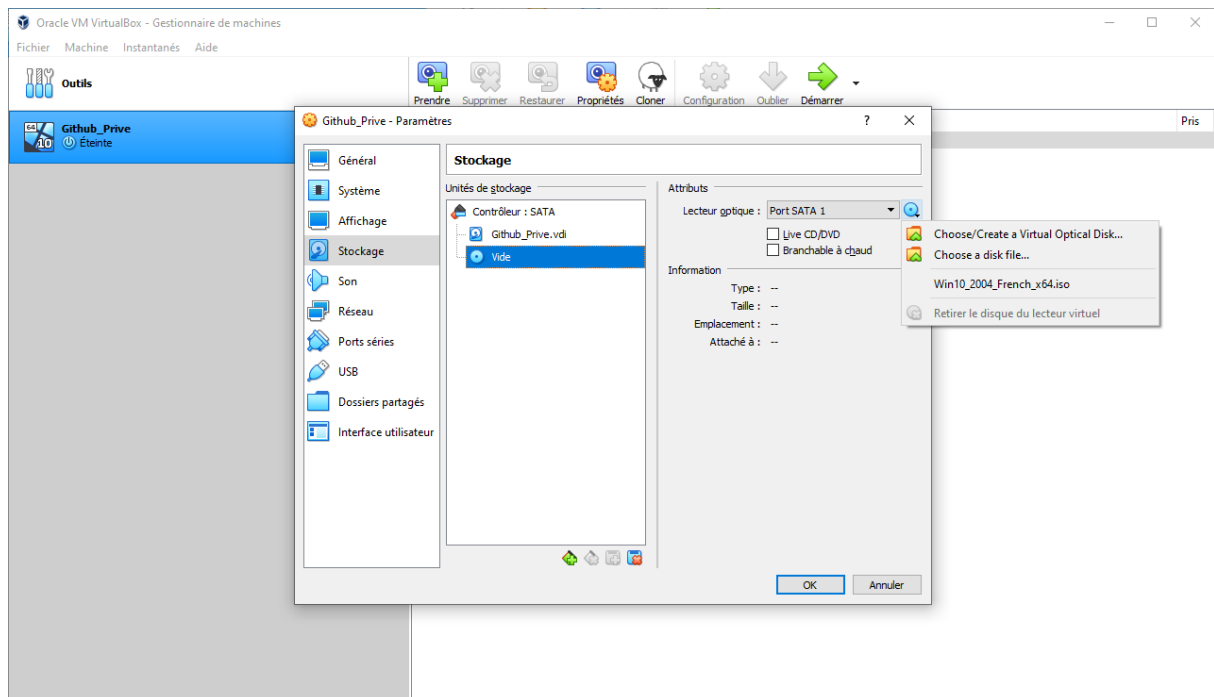 Oracle VM VirtualBox - Gestionnaire de machines
Fichier Machine Instantanés Aide
Outils
Prendre Supprimer Restaurer Propriétés Cloner Configuration Oublier Démarrer
Github_Prive
Éteinte
64
10
Pris
Github_Prive - Paramètres
?
Général
Système
Affichage
Stockage
Son
Réseau
Ports séries
USB
Dossiers partagés
Interface utilisateur
Stockage
Unités de stockage
Contrôleur : SATA
Github_Prive.vdi
Vide
Attributs
Lecteur optique : Port SATA 1
Live CD/DVD
Branchable à chaud
Information
Type : --
Taille : --
Emplacement : --
Attaché à : --
Choose/Create a Virtual Optical Disk...
Choose a disk file...
Win10_2004_French_x64.iso
Retirer le disque du lecteur virtuel
OK Annuler